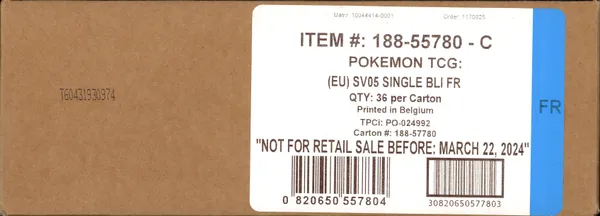 Matnr: 10044414-0001 Order: 1170025
ITEM #: 188-55780 - C
POKEMON TCG:
(EU) SV05 SINGLE BLI FR
QTY: 36 per Carton
Printed in Belgium
TPCi: PO-024992
Carton #: 188-57780
"NOT FOR RETAIL SALE BEFORE: MARCH 22, 2024"
0 820650 557804
30820650577803
FR
T60431930974